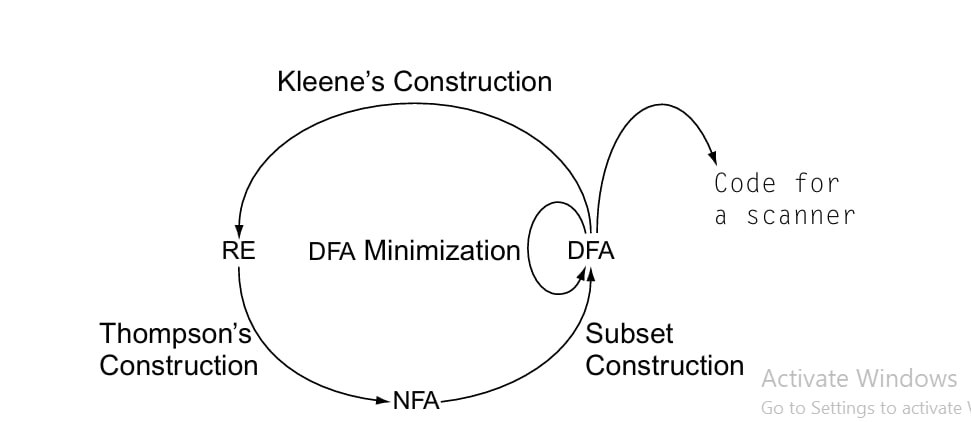 Kleene's Construction
Code for
a scanner
RE
DFA Minimization
DFA
Thompson's
Construction
Subset
Construction
NFA
Activate Windows
Go to Settings to activate